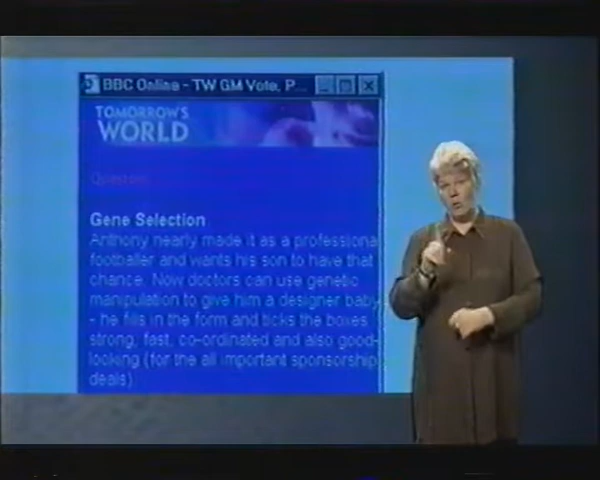 BBC Online - TW GM Vote, P...
TOMORROW'S
WORLD
Question
Gene Selection
Anthony nearly made it as a professional
footballer and wants his son to have that
chance. Now doctors can use genetic
manipulation to give him a designer baby
- he fills in the form and ticks the boxes
strong, fast, co-ordinated and also good-
looking (for the all important sponsorship
deals).